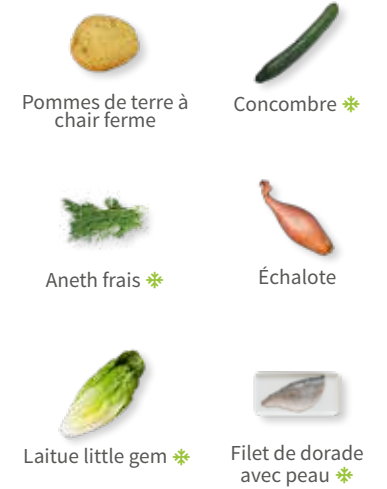 Pommes de terre à
chair ferme
Concombre
Aneth frais
Échalote
Laitue little gem
Filet de dorade
avec peau